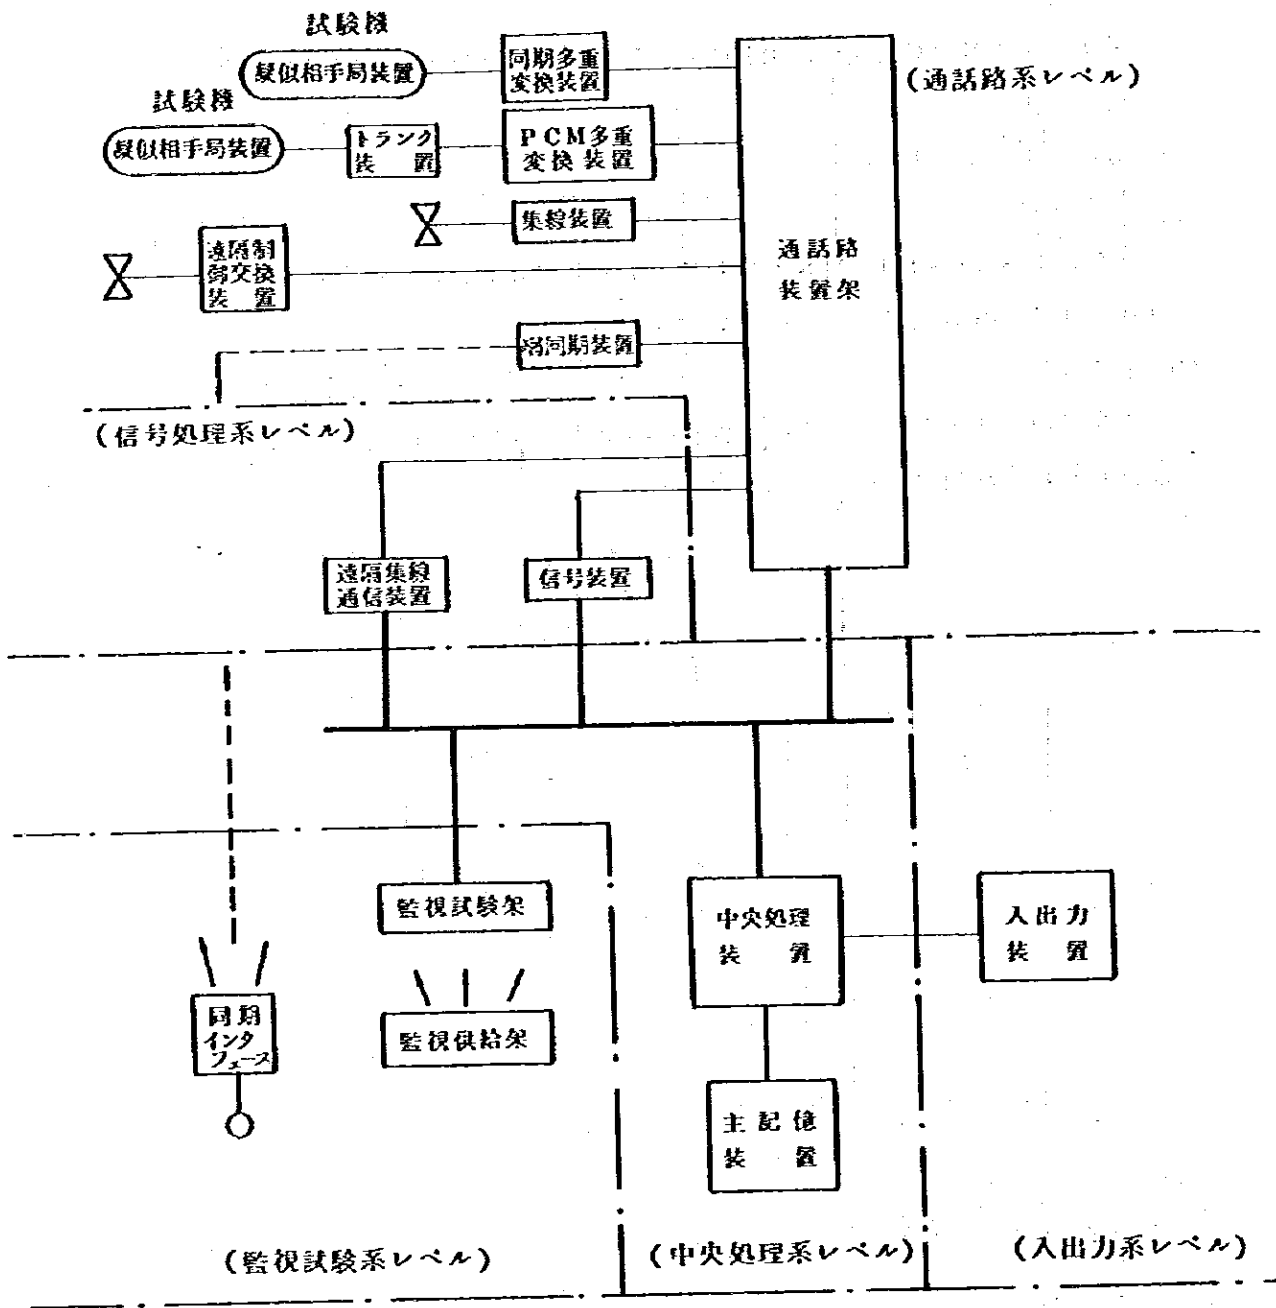 試験機
疑似相手局装置
同期多重
変換装置
(通話路系レベル)
試験機
疑似相手局装置
トランク
装置
PCM多重
変換装置
集線装置
通話路
装置架
遠隔制
御交換
装置
局同期装置
(信号処理系レベル)
遠隔集線
通信装置
信号装置
監視試験架
中央処理
装置
入出力
装置
同期
インタ
フェース
監視供給架
主記憶
装置
(監視試験系レベル)
(中央処理系レベル)
(入出力系レベル)